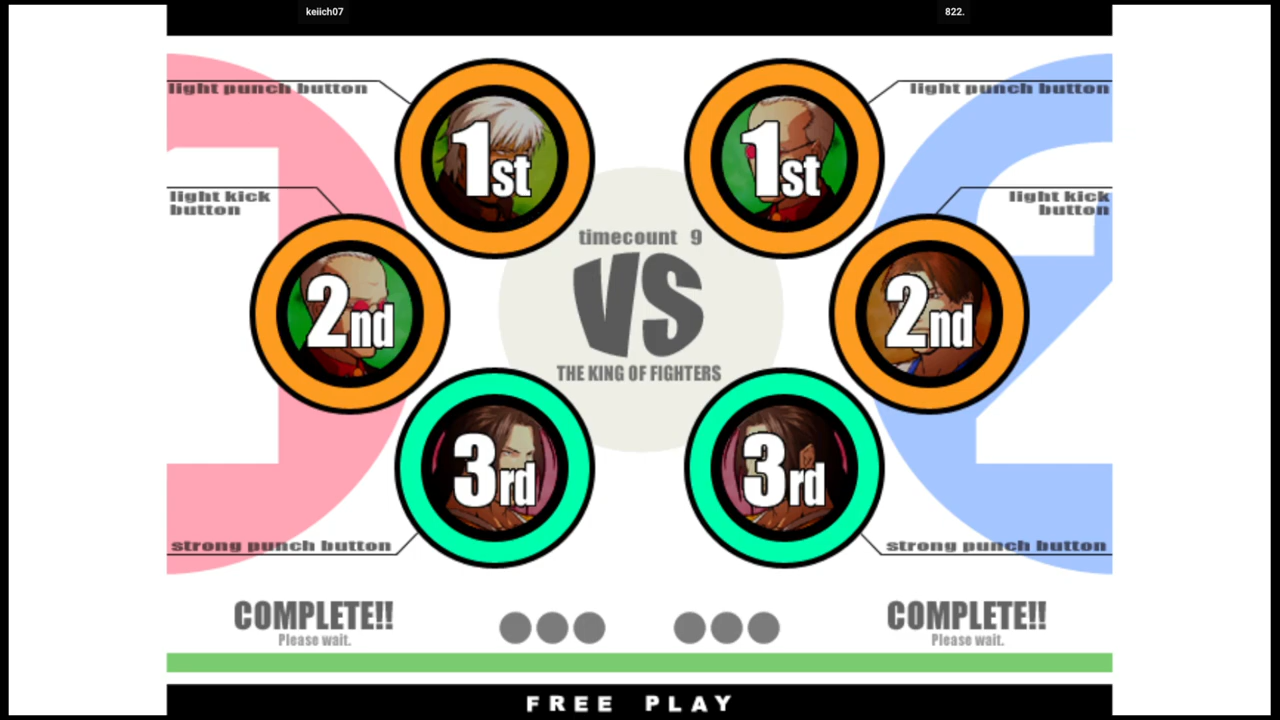 keiich07
822.
light punch button
light punch button
1st
1st
light kick
button
light kick
button
timecount 9
VS
THE KING OF FIGHTERS
2nd
2nd
3rd
3rd
strong punch button
strong punch button
COMPLETE!!
Please wait.
COMPLETE!!
Please wait.
FREE PLAY